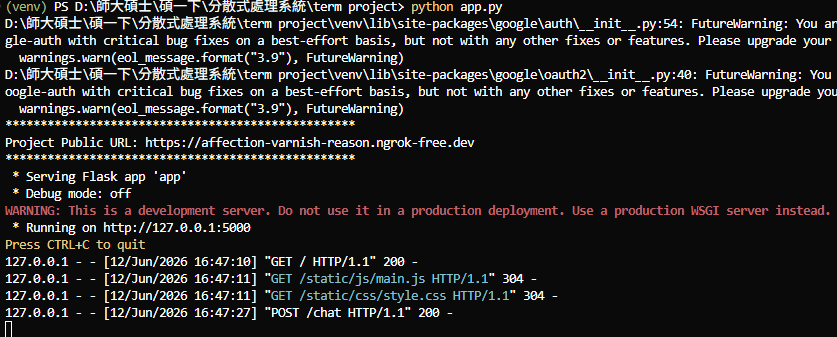 (venv) PS D:\師大碩士\碩一下\分散式處理系統\term project> python app.py
D:\師大碩士\碩一下\分散式處理系統\term project\venv\lib\site-packages\google\auth\__init__.py:54: FutureWarning: You ar
gle-auth with critical bug fixes on a best-effort basis, but not with any other fixes or features. Please upgrade your
  warnings.warn(eol_message.format("3.9"), FutureWarning)
D:\師大碩士\碩一下\分散式處理系統\term project\venv\lib\site-packages\google\oauth2\__init__.py:40: FutureWarning: You
oogle-auth with critical bug fixes on a best-effort basis, but not with any other fixes or features. Please upgrade you
  warnings.warn(eol_message.format("3.9"), FutureWarning)
**************************************************
Project Public URL: https://affection-varnish-reason.ngrok-free.dev
**************************************************
 * Serving Flask app 'app'
 * Debug mode: off
WARNING: This is a development server. Do not use it in a production deployment. Use a production WSGI server instead.
 * Running on http://127.0.0.1:5000
Press CTRL+C to quit
127.0.0.1 - - [12/Jun/2026 16:47:10] "GET / HTTP/1.1" 200 -
127.0.0.1 - - [12/Jun/2026 16:47:11] "GET /static/js/main.js HTTP/1.1" 304 -
127.0.0.1 - - [12/Jun/2026 16:47:11] "GET /static/css/style.css HTTP/1.1" 304 -
127.0.0.1 - - [12/Jun/2026 16:47:27] "POST /chat HTTP/1.1" 200 -